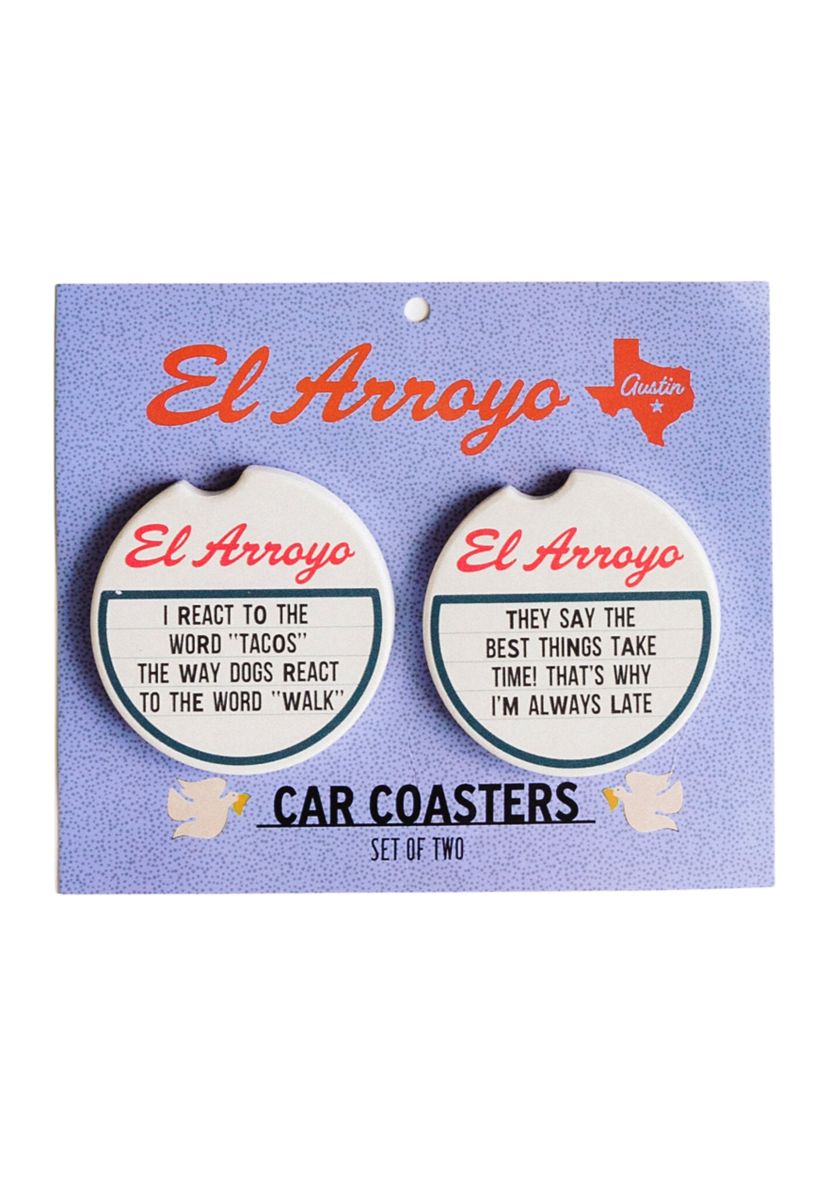 El Arroyo
Austin
El Arroyo
I REACT TO THE
WORD "TACOS"
THE WAY DOGS REACT
TO THE WORD "WALK"
El Arroyo
THEY SAY THE
BEST THINGS TAKE
TIME! THAT'S WHY
I'M ALWAYS LATE
CAR COASTERS
SET OF TWO